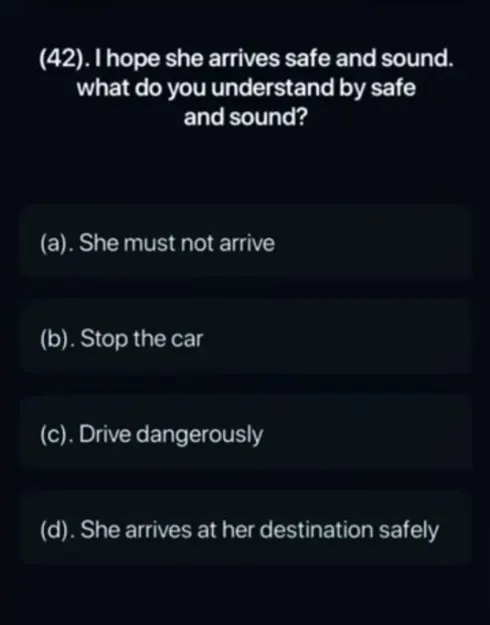 (42). I hope she arrives safe and sound.
what do you understand by safe
and sound?
(a). She must not arrive
(b). Stop the car
(c). Drive dangerously
(d). She arrives at her destination safely